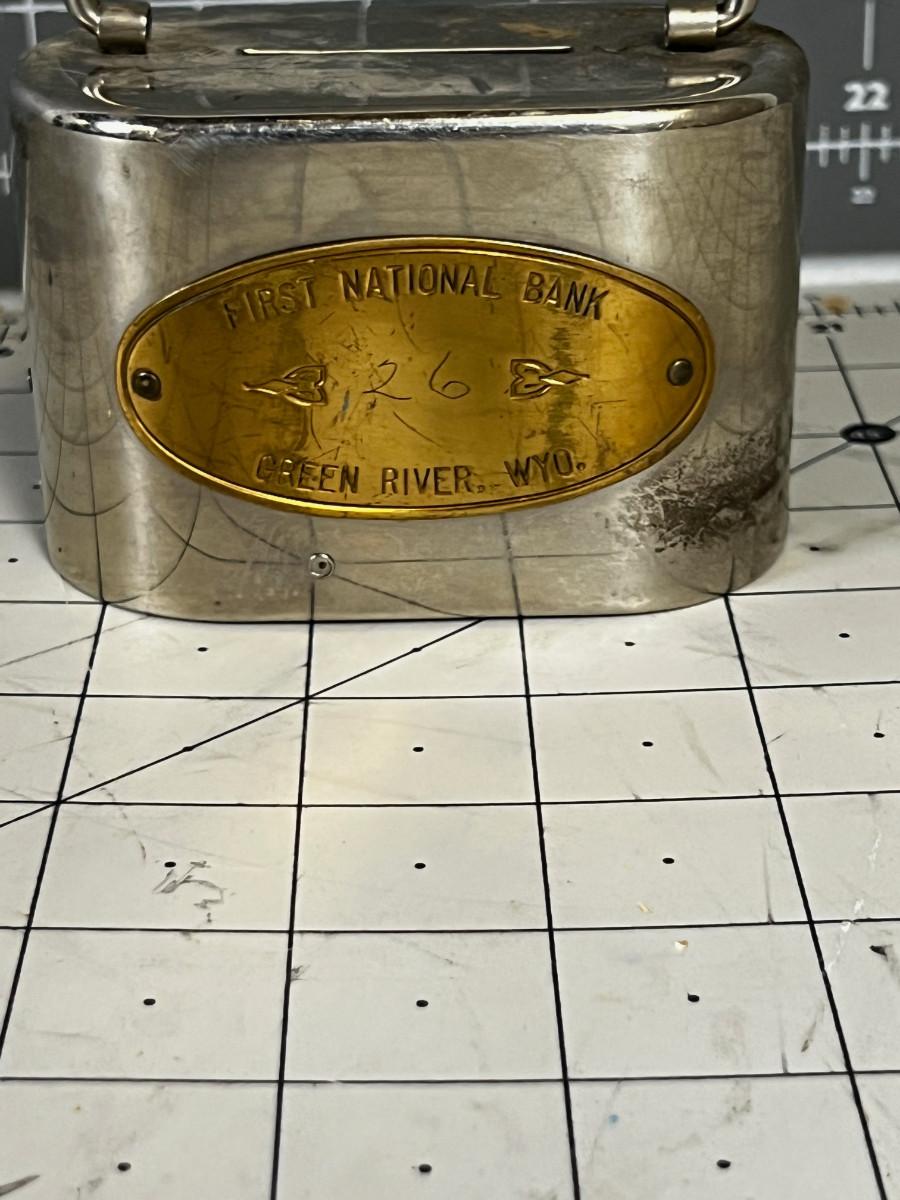 22
FIRST NATIONAL BANK
26
GREEN RIVER, WYO.